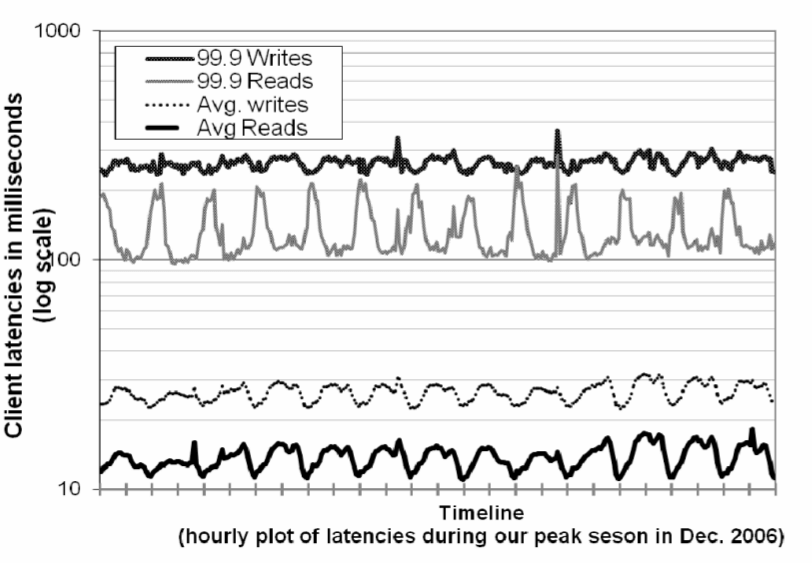 1000
99.9 Writes
99.9 Reads
Avg. writes
Avg Reads
Client latencies in milliseconds
(log scale)
100
10
Timeline
(hourly plot of latencies during our peak seson in Dec. 2006)